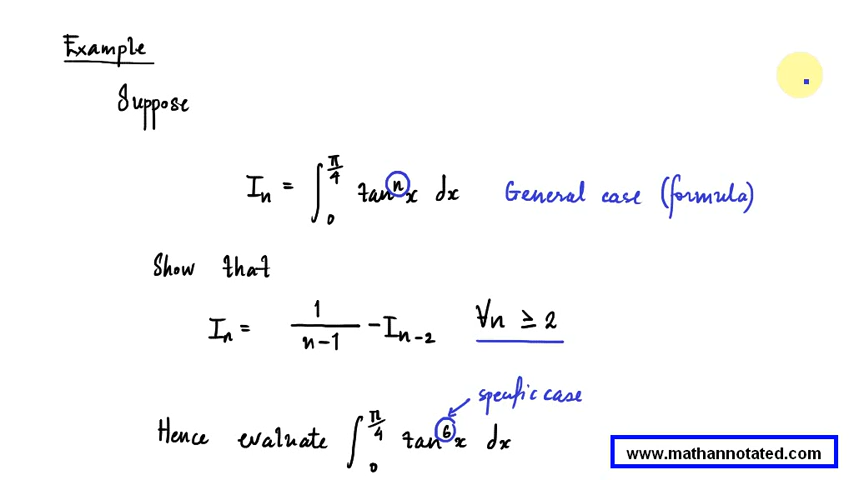 Example
Suppose
Iₙ = ∫₀^(π/4) tanⁿx dx General case (formula)
Show that
Iₙ = 1/(n-1) - Iₙ₋₂ ∀n ≥ 2
specific case
Hence evaluate ∫₀^(π/4) tan⁶x dx
www.mathannotated.com